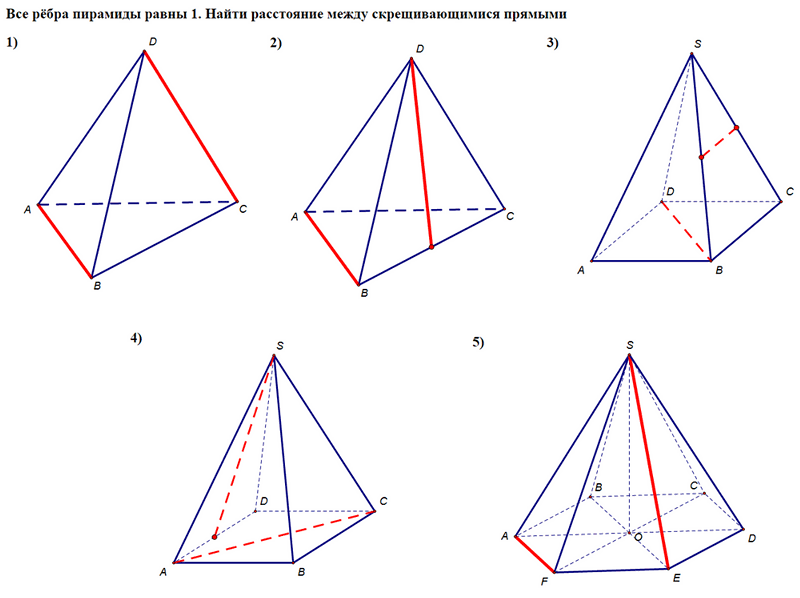 Все рёбра пирамиды равны 1. Найти расстояние между скрещивающимися прямыми
1)
D
A
C
B
2)
D
A
C
B
3)
S
D
C
A
B
4)
S
D
C
A
B
5)
S
B
C
A
O
D
F
E